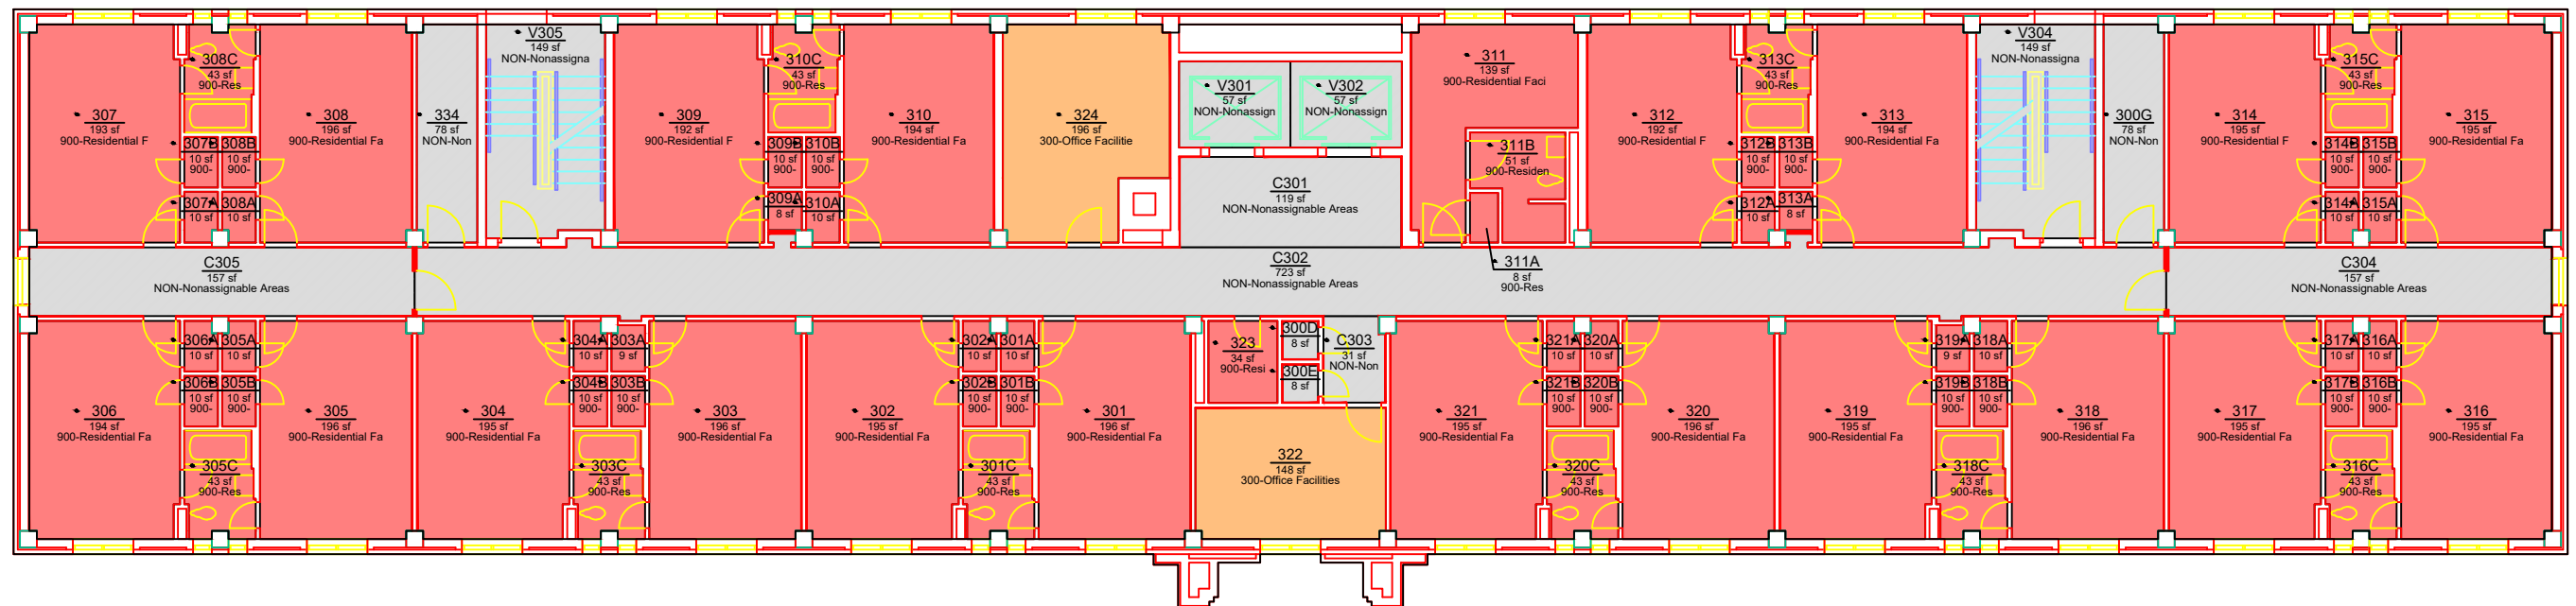 V305
149 sf
NON-Nonassigna
V304
149 sf
NON-Nonassigna
308C
43 sf
900-Res
310C
43 sf
900-Res
311
139 sf
900-Residential Faci
313C
43 sf
900-Res
315C
43 sf
900-Res
V301
57 sf
NON-Nonassign
V302
57 sf
NON-Nonassign
307
193 sf
900-Residential F
308
196 sf
900-Residential Fa
334
78 sf
NON-Non
309
192 sf
900-Residential F
310
194 sf
900-Residential Fa
324
196 sf
300-Office Facilitie
312
192 sf
900-Residential F
313
194 sf
900-Residential Fa
300G
78 sf
NON-Non
314
195 sf
900-Residential F
315
195 sf
900-Residential Fa
307B
10 sf
900-
308B
10 sf
900-
309B
10 sf
900-
310B
10 sf
900-
311B
51 sf
900-Residen
312B
10 sf
900-
313B
10 sf
900-
314B
10 sf
900-
315B
10 sf
900-
307A
10 sf
308A
10 sf
309A
8 sf
310A
10 sf
C301
119 sf
NON-Nonassignable Areas
312A
10 sf
313A
8 sf
314A
10 sf
315A
10 sf
C305
157 sf
NON-Nonassignable Areas
C302
723 sf
NON-Nonassignable Areas
311A
8 sf
900-Res
C304
157 sf
NON-Nonassignable Areas
306A
10 sf
305A
10 sf
304A
10 sf
303A
9 sf
302A
10 sf
301A
10 sf
323
34 sf
900-Resi
300D
8 sf
C303
31 sf
NON-Non
300E
8 sf
321A
10 sf
320A
10 sf
319A
9 sf
318A
10 sf
317A
10 sf
316A
10 sf
306B
10 sf
900-
305B
10 sf
900-
304B
10 sf
900-
303B
10 sf
900-
302B
10 sf
900-
301B
10 sf
900-
321B
10 sf
900-
320B
10 sf
900-
319B
10 sf
900-
318B
10 sf
900-
317B
10 sf
900-
316B
10 sf
900-
306
194 sf
900-Residential Fa
305
196 sf
900-Residential Fa
304
195 sf
900-Residential Fa
303
196 sf
900-Residential Fa
302
195 sf
900-Residential Fa
301
196 sf
900-Residential Fa
321
195 sf
900-Residential Fa
320
196 sf
900-Residential Fa
319
195 sf
900-Residential Fa
318
196 sf
900-Residential Fa
317
195 sf
900-Residential Fa
316
195 sf
900-Residential Fa
305C
43 sf
900-Res
303C
43 sf
900-Res
301C
43 sf
900-Res
322
148 sf
300-Office Facilities
320C
43 sf
900-Res
318C
43 sf
900-Res
316C
43 sf
900-Res